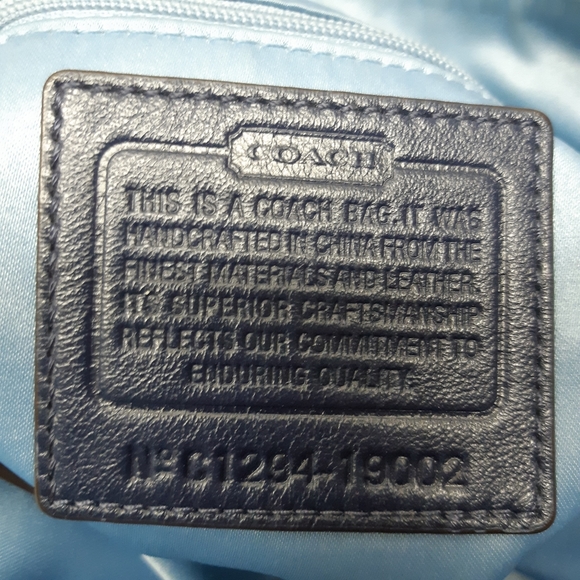 COACH
THIS IS A COACH BAG.IT WAS
HANDCRAFTED IN CHINA FROM THE
FINEST MATERIALS AND LEATHER.
ITS SUPERIOR CRAFTSMANSHIP
REFLECTS OUR COMMITMENT TO
ENDURING QUALITY.
Nº C1294-19002